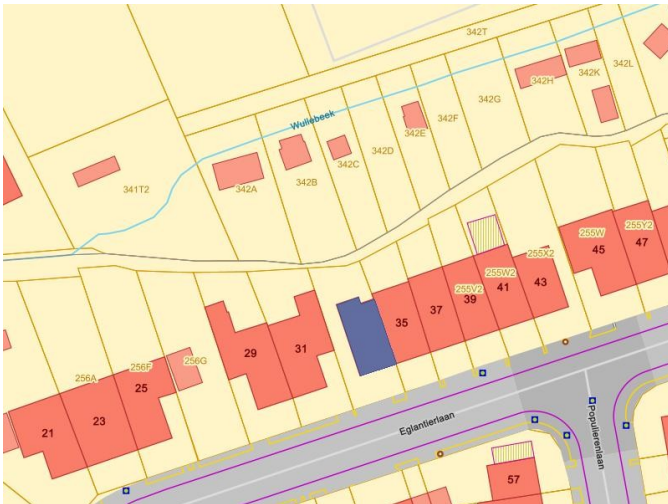 342T
342L
342K
342H
342G
342F
342E
342D
342C
342B
342A
341T2
Wullebeek
255Y2
255W
255X2
255W2
255V2
47
45
43
41
39
37
35
31
29
256G
256F
256A
25
23
21
Eglantierlaan
Populierenlaan
57